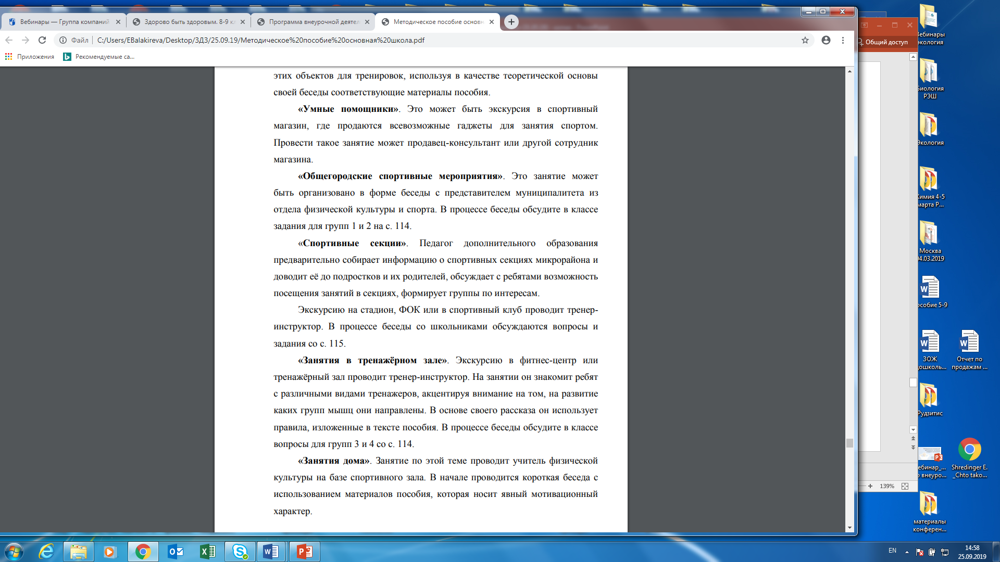 Вебинары — Группа компаний
Здорово быть здоровым. 8-9 кл
Программа внеурочной деятел
Методическое пособие основн
Файл | C:/Users/EBalakireva/Desktop/ЗДЗ/25.09.19/Методическое%20пособие%20основная%20школа.pdf
Приложения
Рекомендуемые са...
этих объектов для тренировок, используя в качестве теоретической основы
своей беседы соответствующие материалы пособия.
«Умные помощники». Это может быть экскурсия в спортивный
магазин, где продаются всевозможные гаджеты для занятия спортом.
Провести такое занятие может продавец-консультант или другой сотрудник
магазина.
«Общегородские спортивные мероприятия». Это занятие может
быть организовано в форме беседы с представителем муниципалитета из
отдела физической культуры и спорта. В процессе беседы обсудите в классе
задания для групп 1 и 2 на с. 114.
«Спортивные секции». Педагог дополнительного образования
предварительно собирает информацию о спортивных секциях микрорайона и
доводит её до подростков и их родителей, обсуждает с ребятами возможность
посещения занятий в секциях, формирует группы по интересам.
Экскурсию на стадион, ФОК или в спортивный клуб проводит тренер-
инструктор. В процессе беседы со школьниками обсуждаются вопросы и
задания со с. 115.
«Занятия в тренажёрном зале». Экскурсию в фитнес-центр или
тренажёрный зал проводит тренер-инструктор. На занятии он знакомит ребят
с различными видами тренажеров, акцентируя внимание на том, на развитие
каких групп мышц они направлены. В основе своего рассказа он использует
правила, изложенные в тексте пособия. В процессе беседы обсудите в классе
вопросы для групп 3 и 4 со с. 114.
«Занятия дома». Занятие по этой теме проводит учитель физической
культуры на базе спортивного зала. В начале проводится короткая беседа с
использованием материалов пособия, которая носит явный мотивационный
характер.
Общий доступ
139%
Вебинары
экология
Биология
РЭШ
Экология
Химия 4-5
марта Р...
Москва
04.03.2019
особие 5-9
ЗОЖ
дошколь...
Отчет по
продажам ...
Рудзитис
ебинар_...
о внеуро...
Shredinger E.
_Chto tako...
материалы
конферен...
EN
14:58
25.09.2019